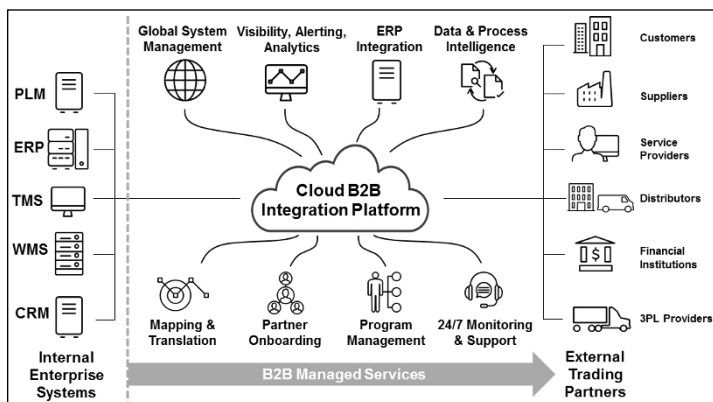 Global System
Management
Visibility, Alerting,
Analytics
ERP
Integration
Data & Process
Intelligence
Customers
PLM
Suppliers
ERP
Service
Providers
Cloud B2B
Integration Platform
TMS
Distributors
WMS
$
Financial
Institutions
CRM
Mapping &
Translation
Partner
Onboarding
Program
Management
24/7 Monitoring
& Support
3PL Providers
Internal
Enterprise
Systems
B2B Managed Services
External
Trading
Partners